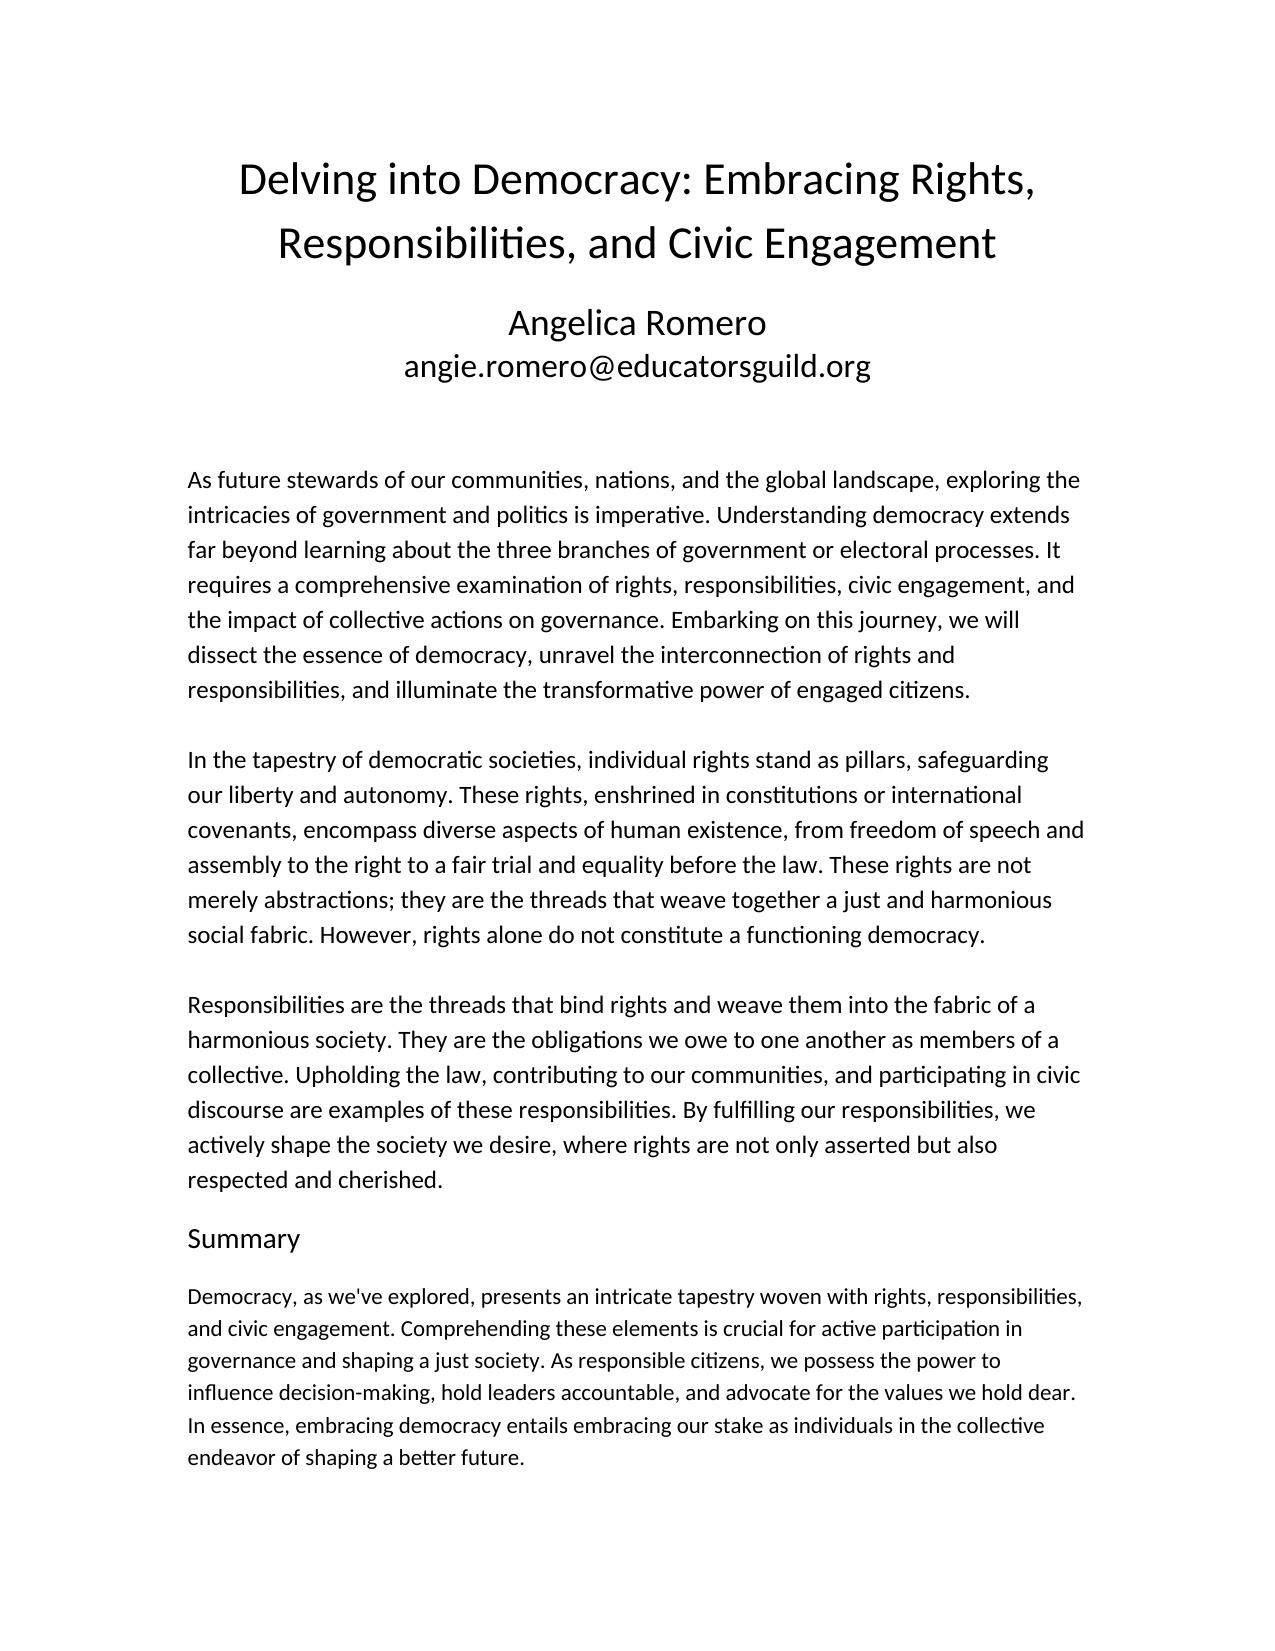 Delving into Democracy: Embracing Rights,
Responsibilities, and Civic Engagement
Angelica Romero
angie.romero@educatorsguild.org
As future stewards of our communities, nations, and the global landscape, exploring the
intricacies of government and politics is imperative. Understanding democracy extends
far beyond learning about the three branches of government or electoral processes. It
requires a comprehensive examination of rights, responsibilities, civic engagement, and
the impact of collective actions on governance. Embarking on this journey, we will
dissect the essence of democracy, unravel the interconnection of rights and
responsibilities, and illuminate the transformative power of engaged citizens.
In the tapestry of democratic societies, individual rights stand as pillars, safeguarding
our liberty and autonomy. These rights, enshrined in constitutions or international
covenants, encompass diverse aspects of human existence, from freedom of speech and
assembly to the right to a fair trial and equality before the law. These rights are not
merely abstractions; they are the threads that weave together a just and harmonious
social fabric. However, rights alone do not constitute a functioning democracy.
Responsibilities are the threads that bind rights and weave them into the fabric of a
harmonious society. They are the obligations we owe to one another as members of a
collective. Upholding the law, contributing to our communities, and participating in civic
discourse are examples of these responsibilities. By fulfilling our responsibilities, we
actively shape the society we desire, where rights are not only asserted but also
respected and cherished.
Summary
Democracy, as we've explored, presents an intricate tapestry woven with rights, responsibilities,
and civic engagement. Comprehending these elements is crucial for active participation in
governance and shaping a just society. As responsible citizens, we possess the power to
influence decision-making, hold leaders accountable, and advocate for the values we hold dear.
In essence, embracing democracy entails embracing our stake as individuals in the collective
endeavor of shaping a better future.